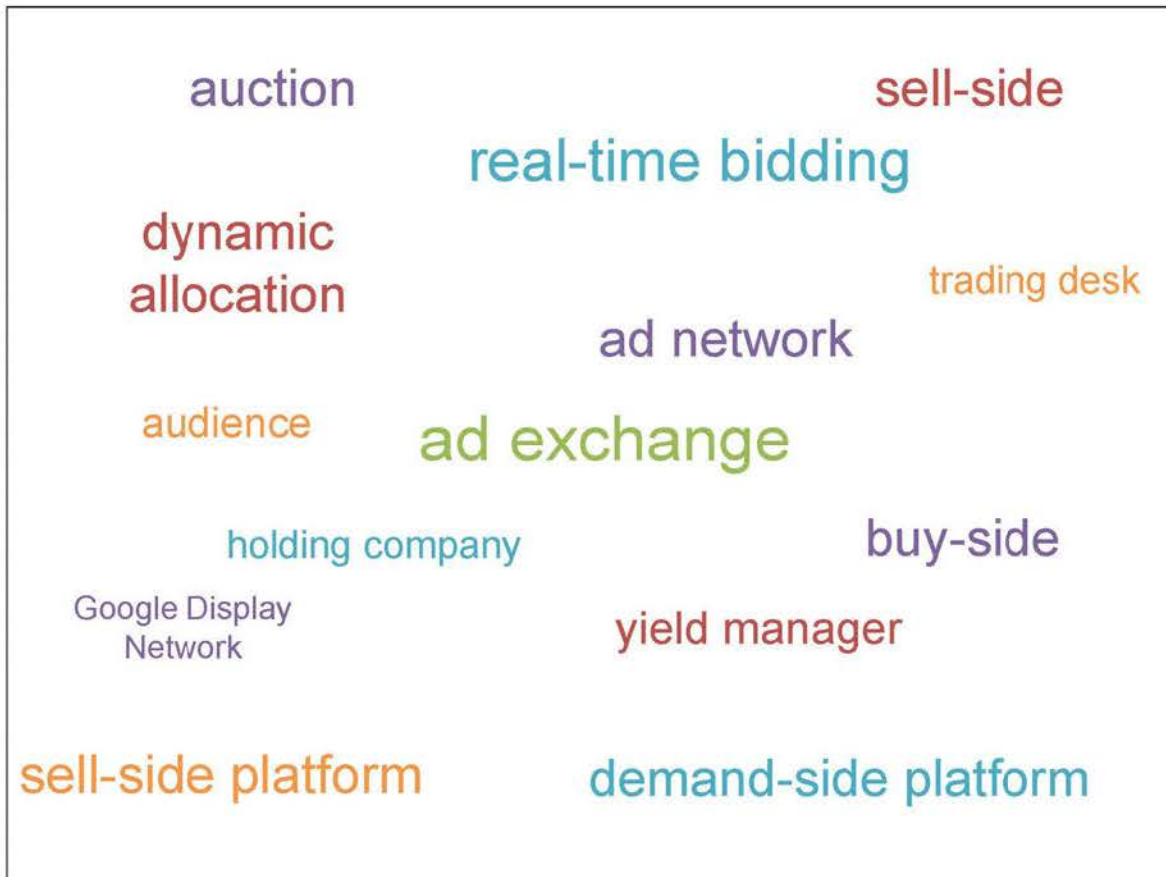 auction
sell-side
real-time bidding
dynamic
allocation
trading desk
ad network
audience
ad exchange
holding company
buy-side
Google Display
Network
yield manager
sell-side platform
demand-side platform